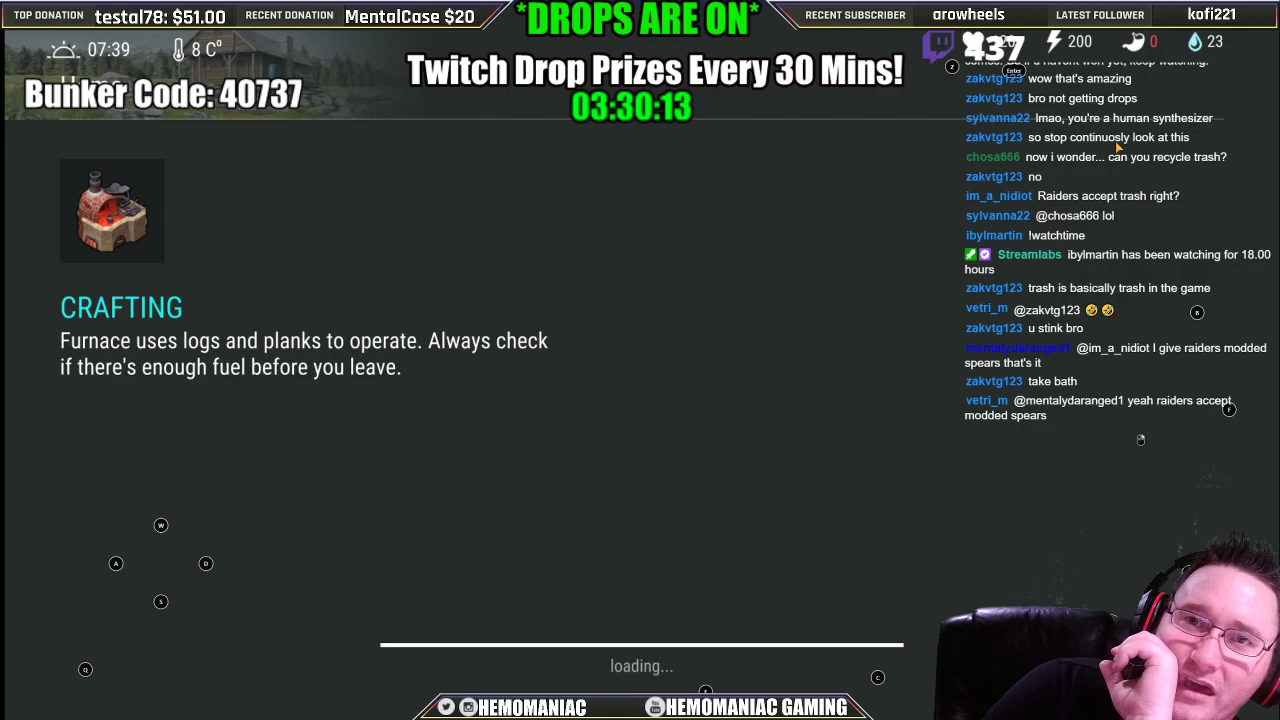 TOP DONATION testal78: $51.00 RECENT DONATION MentalCase $20
*DROPS ARE ON*
RECENT SUBSCRIBER arowheels LATEST FOLLOWER kofi221
07:39 8 C°
437 200 0 23
Bunker Code: 40737
Twitch Drop Prizes Every 30 Mins!
03:30:13
Z
Enter
zakvtg123 wow that's amazing
zakvtg123 bro not getting drops
sylvanna22 lmao, you're a human synthesizer
zakvtg123 so stop continuosly look at this
chosa666 now i wonder... can you recycle trash?
zakvtg123 no
im_a_nidiot Raiders accept trash right?
sylvanna22 @chosa666 lol
ibylmartin !watchtime
Streamlabs ibylmartin has been watching for 18.00
hours
zakvtg123 trash is basically trash in the game
vetri_m @zakvtg123 🤣 🤣
B
zakvtg123 u stink bro
mentalydaranged1 @im_a_nidiot I give raiders modded
spears that's it
zakvtg123 take bath
vetri_m @mentalydaranged1 yeah raiders accept
modded spears
F
CRAFTING
Furnace uses logs and planks to operate. Always check
if there's enough fuel before you leave.
W
A D
S
Q
loading...
C
HEMOMANIAC HEMOMANIAC GAMING